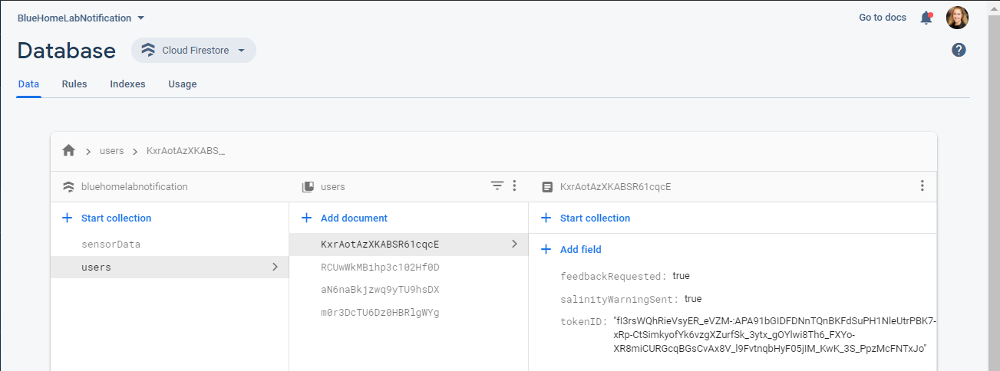 BlueHomeLabNotification
Go to docs
Database
Cloud Firestore
Data
Rules
Indexes
Usage
users
KxrAotAzXKABS...
bluehomelabnotification
users
KxrAotAzXKABSR61cqcE
Start collection
Add document
Start collection
sensorData
users
KxrAotAzXKABSR61cqcE
RCUwWkMBihp3c102Hf0D
aN6naBkjzwq9yTU9hsDX
m0r3DcTU6Dz0HBRlgWYg
Add field
feedbackRequested: true
salinityWarningSent: true
tokenID: "fI3rsWQhRieVsyER_eVZM-:APA91bGIDFDNnTQnBKFdSuPH1NleUtrPBK7-
xRp-CtSimkyofYk6vzgXZurfSk_3ytx_gOYlwi8Th6_FXYo-
XR8miCURGcqBGsCvAx8V_l9FvtnqbHyF05jIM_KwK_3S_PpzMcFNTxJo"